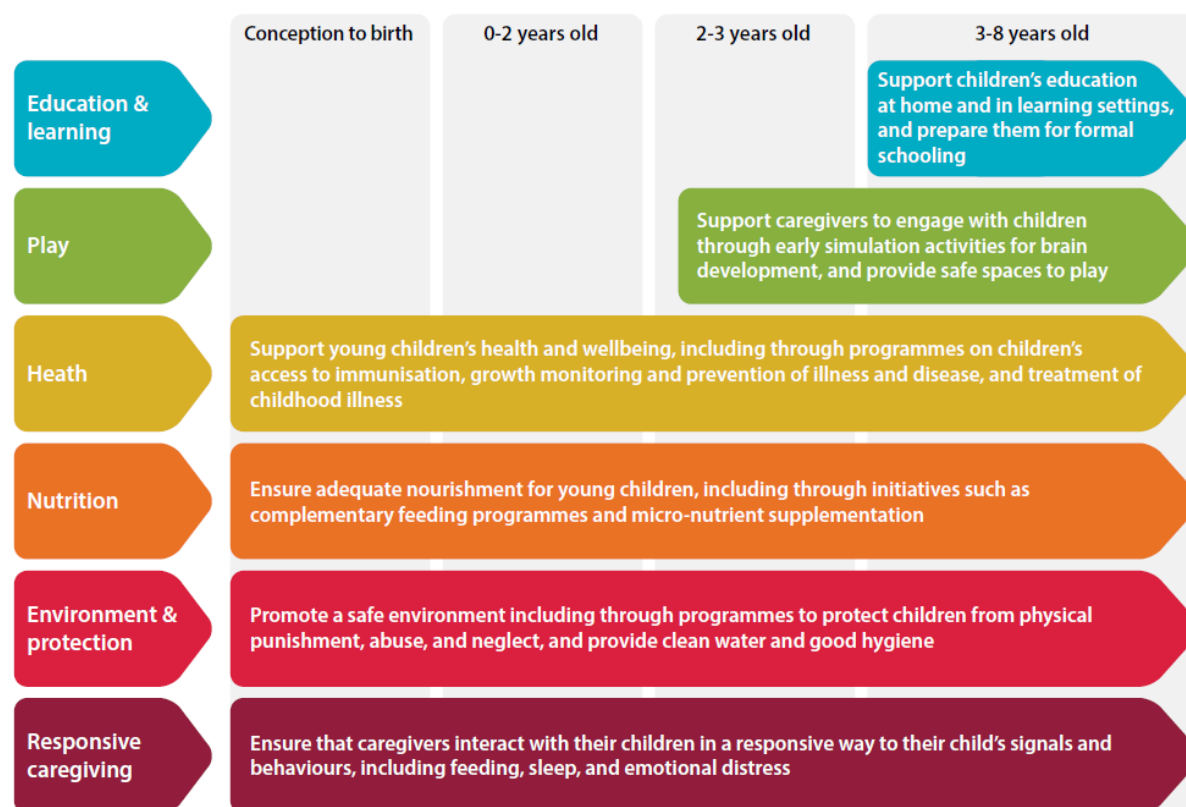 Conception to birth
0-2 years old
2-3 years old
3-8 years old
Education &
learning
Support children’s education
at home and in learning settings,
and prepare them for formal
schooling
Play
Support caregivers to engage with children
through early simulation activities for brain
development, and provide safe spaces to play
Heath
Support young children’s health and wellbeing, including through programmes on children’s
access to immunisation, growth monitoring and prevention of illness and disease, and treatment of
childhood illness
Nutrition
Ensure adequate nourishment for young children, including through initiatives such as
complementary feeding programmes and micro-nutrient supplementation
Environment &
protection
Promote a safe environment including through programmes to protect children from physical
punishment, abuse, and neglect, and provide clean water and good hygiene
Responsive
caregiving
Ensure that caregivers interact with their children in a responsive way to their child’s signals and
behaviours, including feeding, sleep, and emotional distress